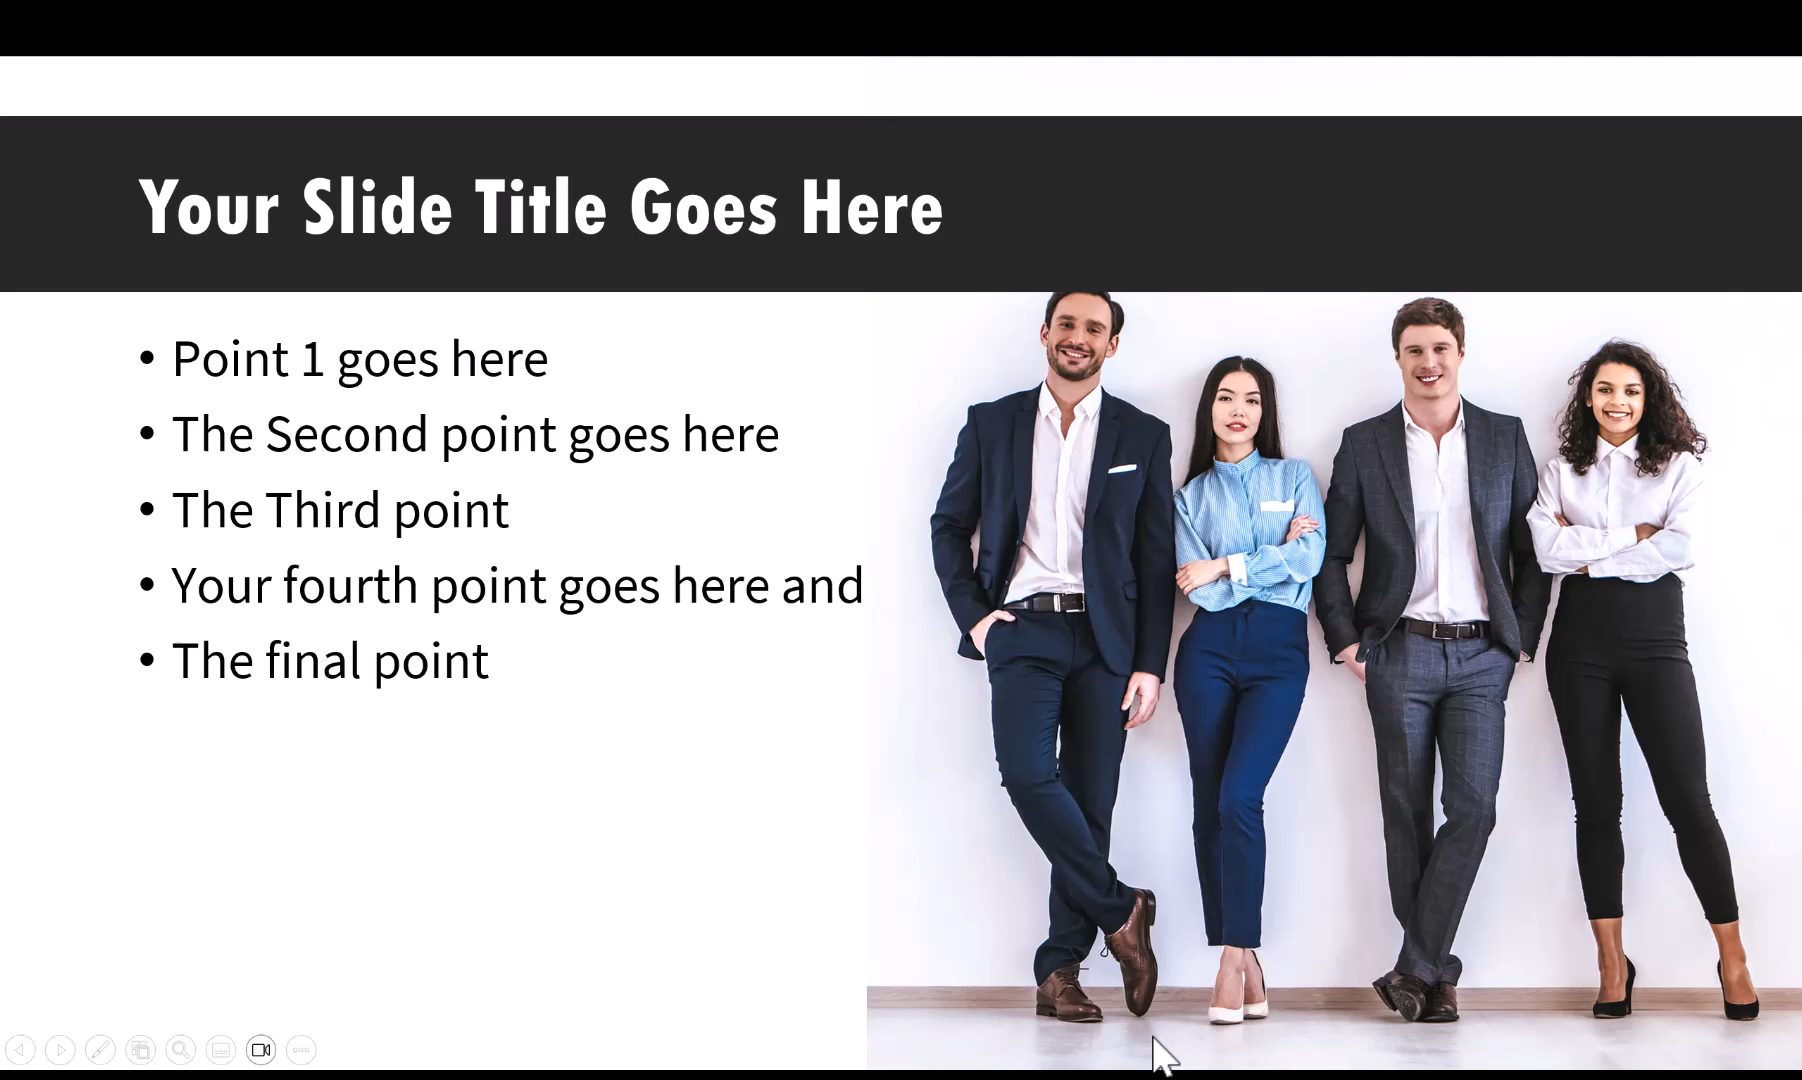 Your Slide Title Goes Here
• Point 1 goes here
• The Second point goes here
• The Third point
• Your fourth point goes here and
• The final point